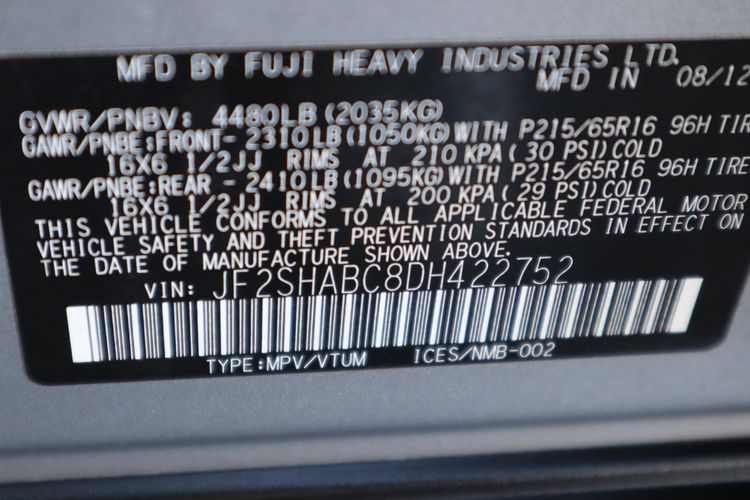 MFD BY FUJI HEAVY INDUSTRIES LTD.
MFD IN 08/12
GVWR/PNBV: 4480LB(2035KG)
GAWR/PNBE:FRONT-2310LB(1050KG)WITH P215/65R16 96H TIRE
16X6 1/2JJ RIMS AT 210 KPA( 30 PSI)COLD
GAWR/PNBE:REAR -2410LB(1095KG)WITH P215/65R16 96H TIRE
16X6 1/2JJ RIMS AT 200 KPA( 29 PSI)COLD
THIS VEHICLE CONFORMS TO ALL APPLICABLE FEDERAL MOTOR
VEHICLE SAFETY AND THEFT PREVENTION STANDARDS IN EFFECT ON
THE DATE OF MANUFACTURE SHOWN ABOVE.
VIN: JF2SHABC8DH422752
TYPE:MPV/VTUM ICES/NMB-002